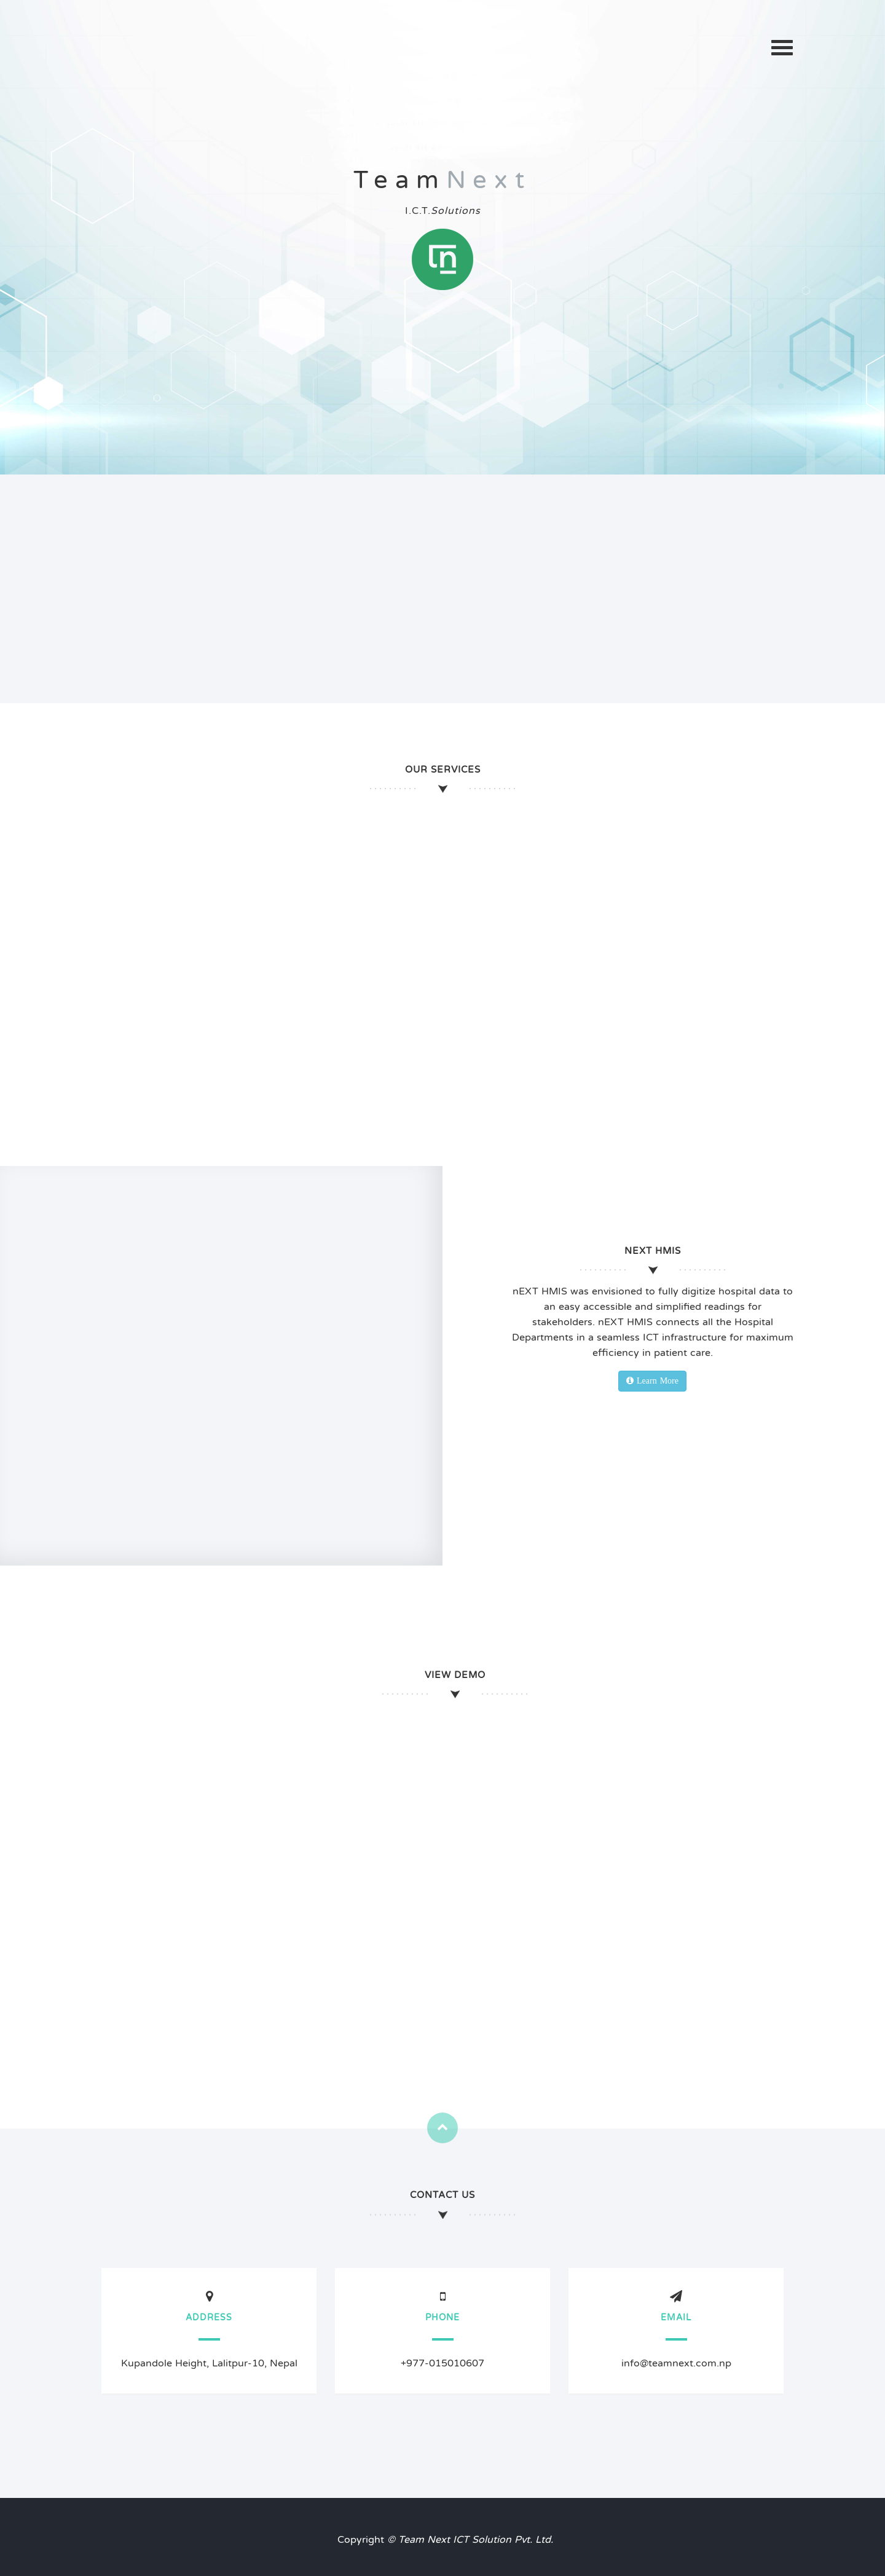 TeamNext
I.C.T.Solutions
tn
OUR SERVICES
NEXT HMIS
nEXT HMIS was envisioned to fully digitize hospital data to
an easy accessible and simplified readings for
stakeholders. nEXT HMIS connects all the Hospital
Departments in a seamless ICT infrastructure for maximum
efficiency in patient care.
Learn More
VIEW DEMO
CONTACT US
ADDRESS
Kupandole Height, Lalitpur-10, Nepal
PHONE
+977-015010607
EMAIL
info@teamnext.com.np
Copyright © Team Next ICT Solution Pvt. Ltd.